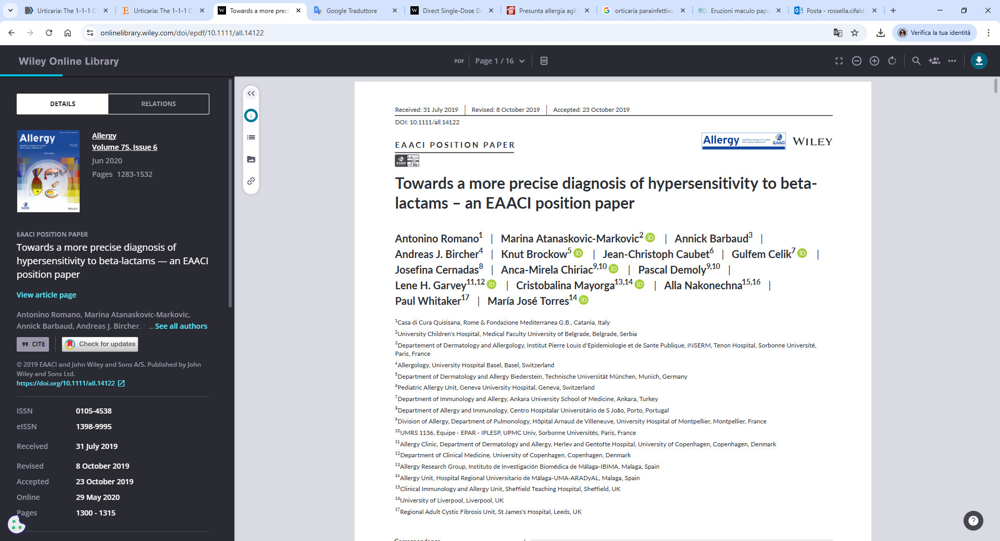 Urticaria: The 1-1-1 C
Urticaria: The 1-1-1 C
Towards a more preci
Google Traduttore
Direct Single-Dose D
Presunta allergia agli
orticaria parainfettiva
Eruzioni maculo papu
Posta - rossella.cifald
onlinelibrary.wiley.com/doi/epdf/10.1111/all.14122
Verifica la tua identità
Wiley Online Library
PDF
Page 1 / 16
DETAILS
RELATIONS
Allergy
Allergy
Volume 75, Issue 6
Jun 2020
Pages 1283-1532
WILEY
EAACI POSITION PAPER
Towards a more precise diagnosis of
hypersensitivity to beta-lactams — an EAACI
position paper
View article page
Antonino Romano, Marina Atanaskovic-Markovic,
Annick Barbaud, Andreas J. Bircher, ...See all authors
CITE
Check for updates
© 2019 EAACI and John Wiley and Sons A/S. Published by John
Wiley and Sons Ltd.
https://doi.org/10.1111/all.14122
ISSN 0105-4538
eISSN 1398-9995
Received 31 July 2019
Revised 8 October 2019
Accepted 23 October 2019
Online 29 May 2020
Pages 1300 - 1315
Received: 31 July 2019 | Revised: 8 October 2019 | Accepted: 23 October 2019
DOI: 10.1111/all.14122
EAACI POSITION PAPER
Allergy EAACI WILEY
EAACI
Towards a more precise diagnosis of hypersensitivity to beta-
lactams – an EAACI position paper
Antonino Romano1 | Marina Atanaskovic-Markovic2 iD | Annick Barbaud3 |
Andreas J. Bircher4 | Knut Brockow5 iD | Jean-Christoph Caubet6 | Gulfem Celik7 iD |
Josefina Cernadas8 | Anca-Mirela Chiriac9,10 iD | Pascal Demoly9,10 |
Lene H. Garvey11,12 iD | Cristobalina Mayorga13,14 iD | Alla Nakonechna15,16 |
Paul Whitaker17 | María José Torres14 iD
1Casa di Cura Quisisana, Rome & Fondazione Mediterranea G.B., Catania, Italy
2University Children's Hospital, Medical Faculty University of Belgrade, Belgrade, Serbia
3Departement of Dermatology and Allergology, Institut Pierre Louis d'Epidemiologie et de Sante Publique, INSERM, Tenon Hospital, Sorbonne Université,
Paris, France
4Allergology, University Hospital Basel, Basel, Switzerland
5Department of Dermatology and Allergy Biederstein, Technische Universität München, Munich, Germany
6Pediatric Allergy Unit, Geneva University Hospital, Geneva, Switzerland
7Department of Immunology and Allergy, Ankara University School of Medicine, Ankara, Turkey
8Department of Allergy and Immunology, Centro Hospitalar Universitário de S João, Porto, Portugal
9Division of Allergy, Department of Pulmonology, Hôpital Arnaud de Villeneuve, University Hospital of Montpellier, Montpellier, France
10UMRS 1136, Equipe - EPAR - IPLESP, UPMC Univ, Sorbonne Universités, Paris, France
11Allergy Clinic, Department of Dermatology and Allergy, Herlev and Gentofte Hospital, University of Copenhagen, Copenhagen, Denmark
12Department of Clinical Medicine, University of Copenhagen, Copenhagen, Denmark
13Allergy Research Group, Instituto de Investigación Biomédica de Málaga-IBIMA, Malaga, Spain
14Allergy Unit, Hospital Regional Universitario de Málaga-UMA-ARADyAL, Malaga, Spain
15Clinical Immunology and Allergy Unit, Sheffield Teaching Hospital, Sheffield, UK
16University of Liverpool, Liverpool, UK
17Regional Adult Cystic Fibrosis Unit, St James's Hospital, Leeds, UK